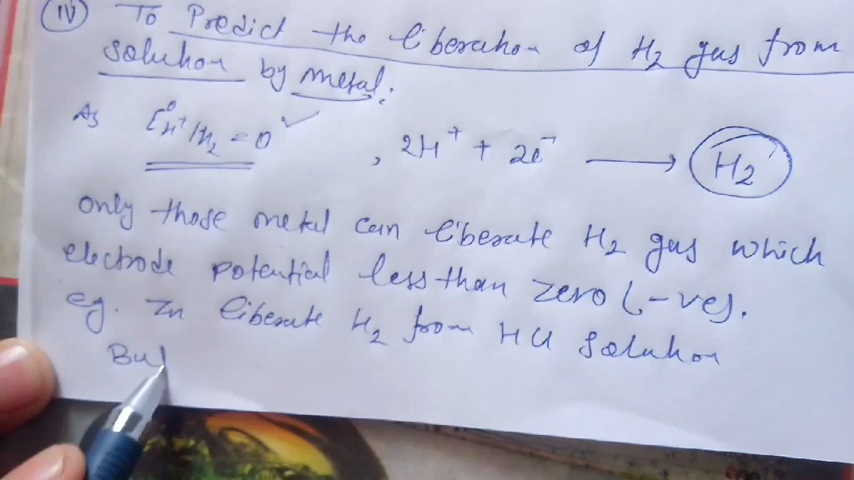 (iv) To Predict the liberation of H₂ gas from
solution by metal:
As E⁰H⁺/H₂ = 0 ✓ , 2H⁺ + 2e⁻ ⟶ H₂
only those metal can liberate H₂ gas which
electrode potential less than zero (-ve).
eg. Zn liberate H₂ from HCl solution
But